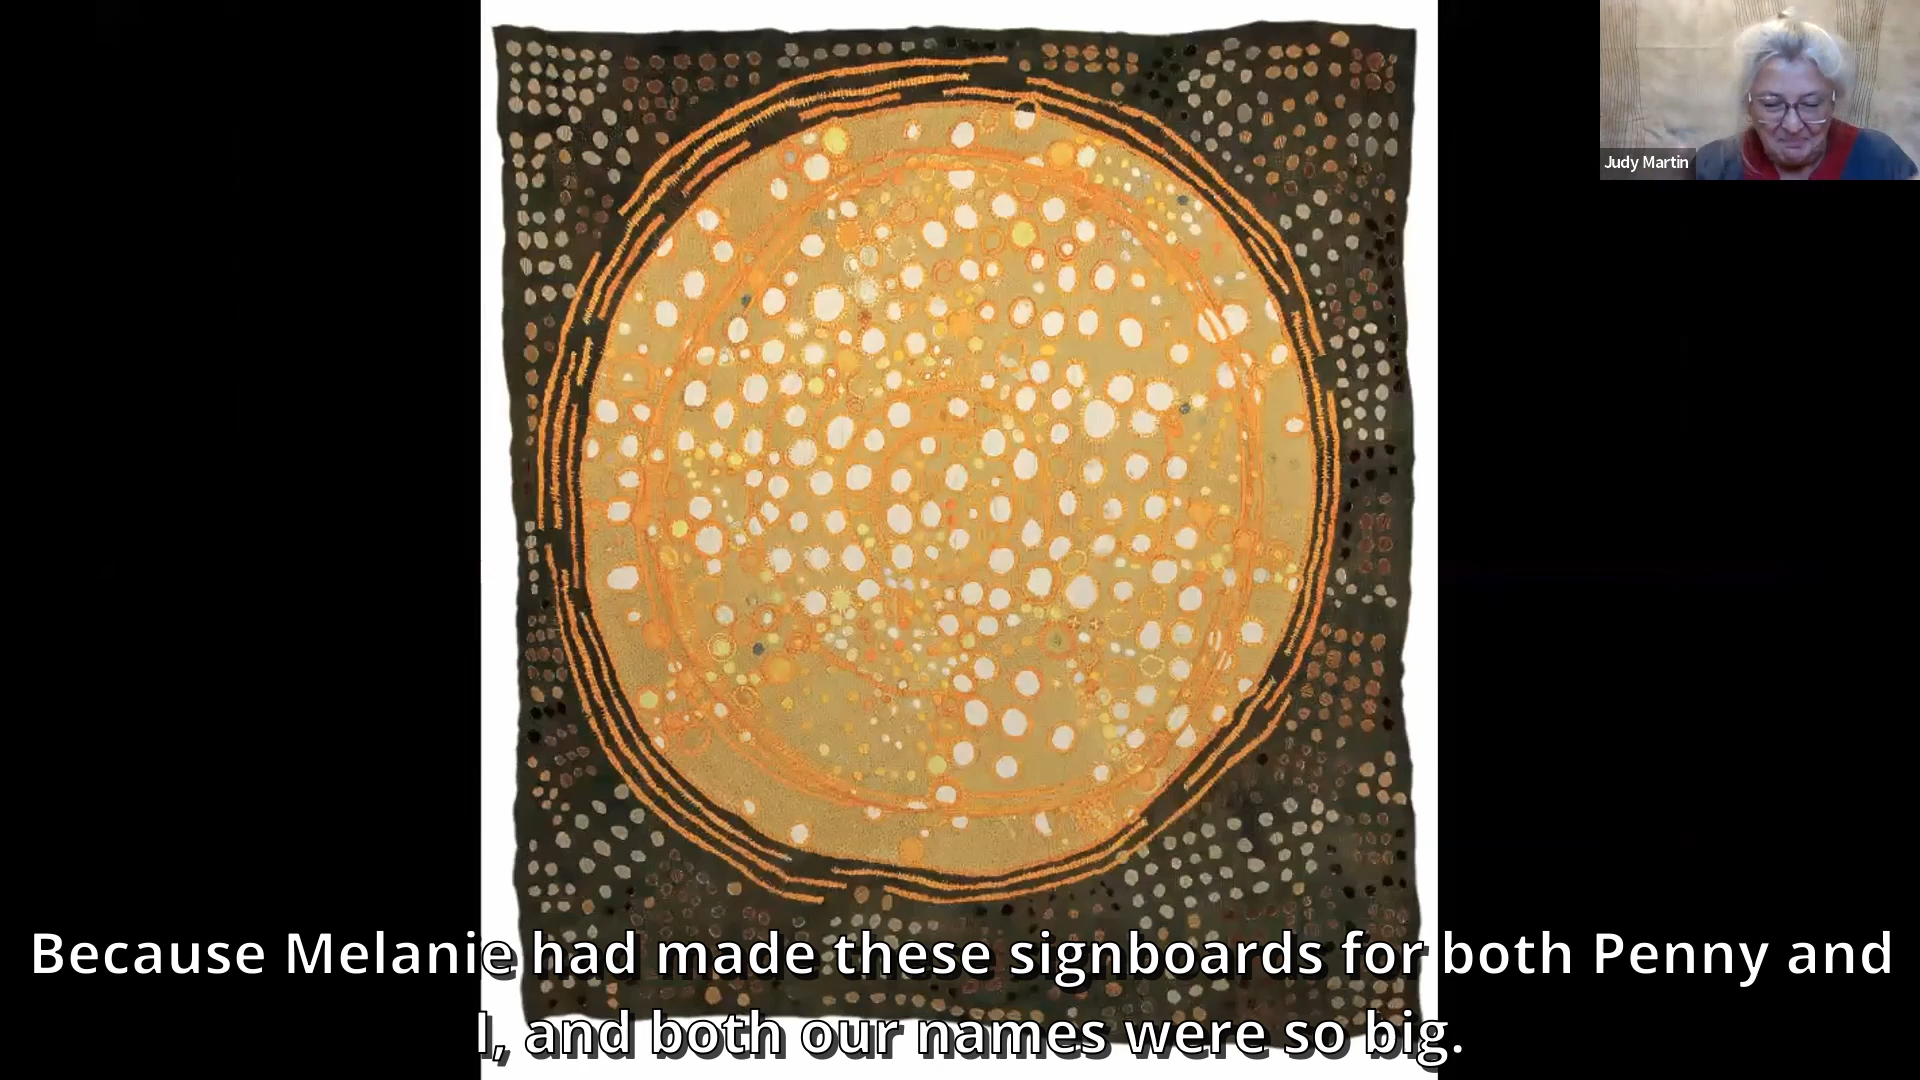 Judy Martin
Because Melanie had made these signboards for both Penny and
I, and both our names were so big.